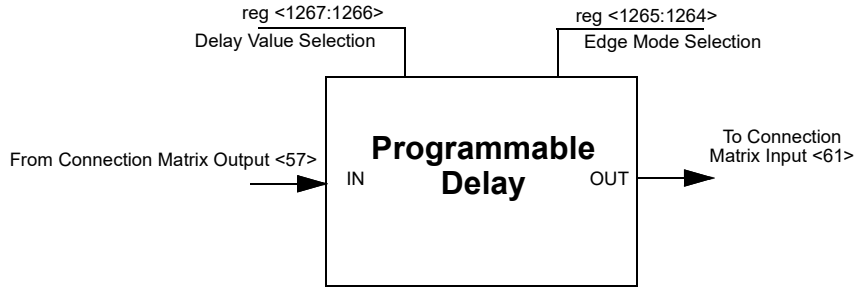 reg <1267:1266>
Delay Value Selection
reg <1265:1264>
Edge Mode Selection
From Connection Matrix Output <57>
IN
Programmable
Delay
OUT
To Connection
Matrix Input <61>